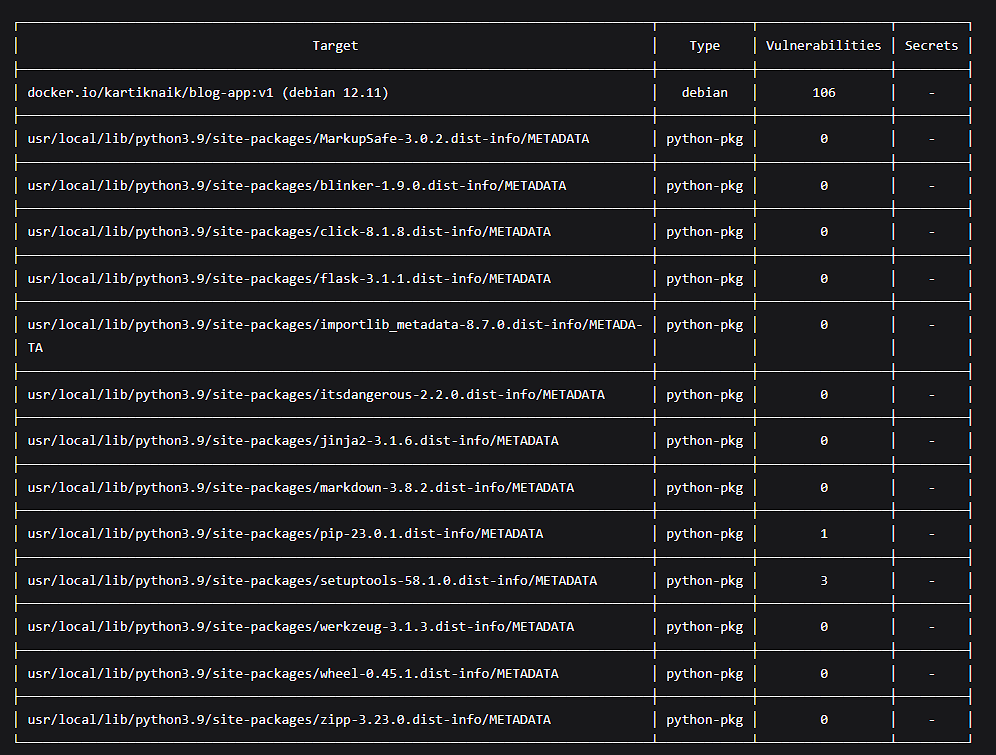 Target Type Vulnerabilities Secrets
docker.io/kartiknaik/blog-app:v1 (debian 12.11) debian 106 -
usr/local/lib/python3.9/site-packages/MarkupSafe-3.0.2.dist-info/METADATA python-pkg 0 -
usr/local/lib/python3.9/site-packages/blinker-1.9.0.dist-info/METADATA python-pkg 0 -
usr/local/lib/python3.9/site-packages/click-8.1.8.dist-info/METADATA python-pkg 0 -
usr/local/lib/python3.9/site-packages/flask-3.1.1.dist-info/METADATA python-pkg 0 -
usr/local/lib/python3.9/site-packages/importlib_metadata-8.7.0.dist-info/METADA- python-pkg 0 -
TA
usr/local/lib/python3.9/site-packages/itsdangerous-2.2.0.dist-info/METADATA python-pkg 0 -
usr/local/lib/python3.9/site-packages/jinja2-3.1.6.dist-info/METADATA python-pkg 0 -
usr/local/lib/python3.9/site-packages/markdown-3.8.2.dist-info/METADATA python-pkg 0 -
usr/local/lib/python3.9/site-packages/pip-23.0.1.dist-info/METADATA python-pkg 1 -
usr/local/lib/python3.9/site-packages/setuptools-58.1.0.dist-info/METADATA python-pkg 3 -
usr/local/lib/python3.9/site-packages/werkzeug-3.1.3.dist-info/METADATA python-pkg 0 -
usr/local/lib/python3.9/site-packages/wheel-0.45.1.dist-info/METADATA python-pkg 0 -
usr/local/lib/python3.9/site-packages/zipp-3.23.0.dist-info/METADATA python-pkg 0 -